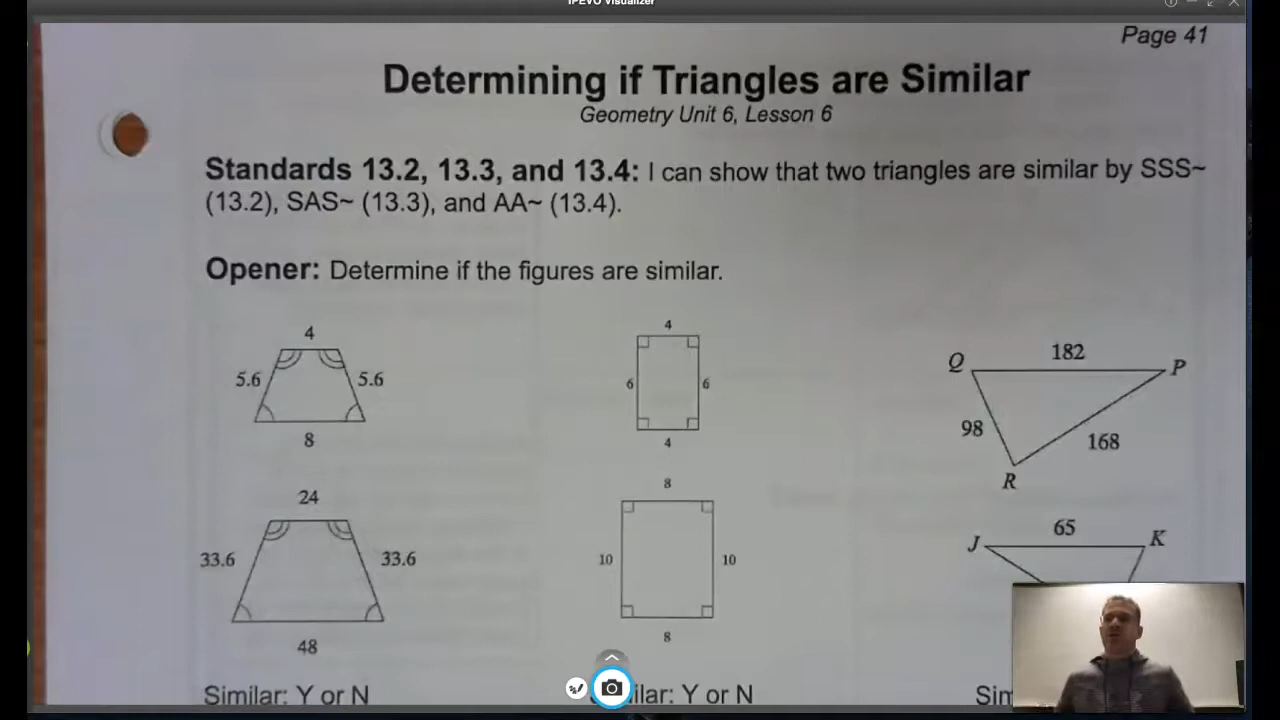 IPEVO Visualizer
Page 41
Determining if Triangles are Similar
Geometry Unit 6, Lesson 6
Standards 13.2, 13.3, and 13.4: I can show that two triangles are similar by SSS~
(13.2), SAS~ (13.3), and AA~ (13.4).
Opener: Determine if the figures are similar.
4
5.6 5.6
8
24
33.6 33.6
48
Similar: Y or N
4
6 6
4
8
10 10
8
ilar: Y or N
Q 182 P
98 168
R
J 65 K
Sim